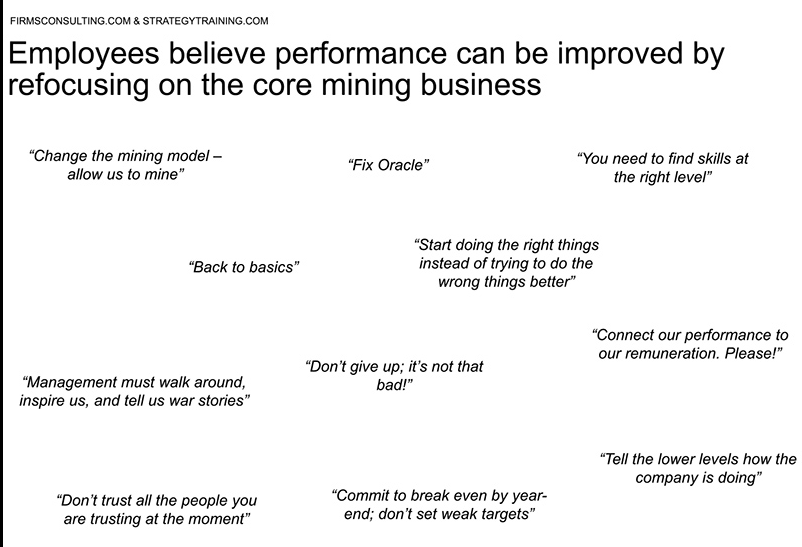 FIRMSCONSULTING.COM & STRATEGYTRAINING.COM
Employees believe performance can be improved by
refocusing on the core mining business
“Change the mining model –
allow us to mine”
“Fix Oracle”
“You need to find skills at
the right level”
“Back to basics”
“Start doing the right things
instead of trying to do the
wrong things better”
“Connect our performance to
our remuneration. Please!”
“Don’t give up; it’s not that
bad!”
“Management must walk around,
inspire us, and tell us war stories”
“Tell the lower levels how the
company is doing”
“Don’t trust all the people you
are trusting at the moment”
“Commit to break even by year-
end; don’t set weak targets”